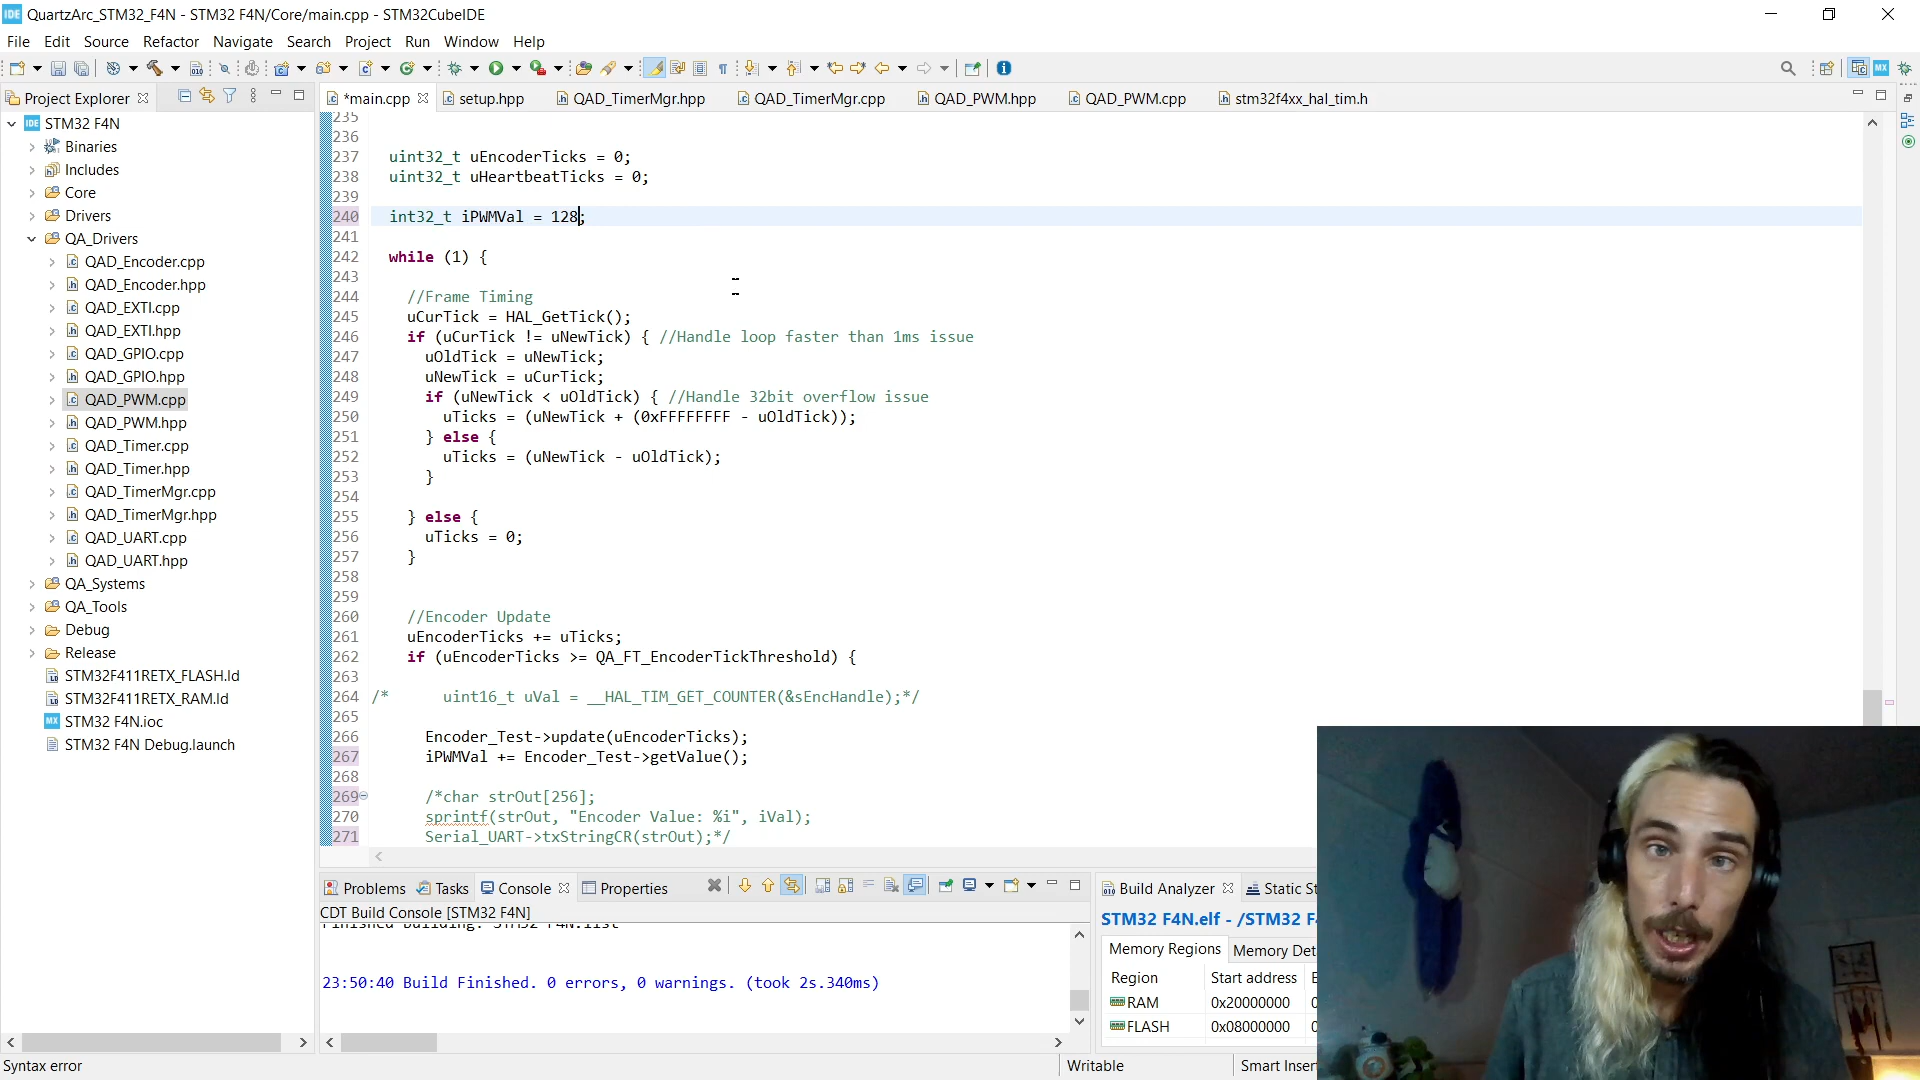 QuartzArc_STM32_F4N - STM32 F4N/Core/main.cpp - STM32CubeIDE
File Edit Source Refactor Navigate Search Project Run Window Help
Project Explorer
*main.cpp setup.hpp QAD_TimerMgr.hpp QAD_TimerMgr.cpp QAD_PWM.hpp QAD_PWM.cpp stm32f4xx_hal_tim.h
STM32 F4N
Binaries
Includes
Core
Drivers
QA_Drivers
QAD_Encoder.cpp
QAD_Encoder.hpp
QAD_EXTI.cpp
QAD_EXTI.hpp
QAD_GPIO.cpp
QAD_GPIO.hpp
QAD_PWM.cpp
QAD_PWM.hpp
QAD_Timer.cpp
QAD_Timer.hpp
QAD_TimerMgr.cpp
QAD_TimerMgr.hpp
QAD_UART.cpp
QAD_UART.hpp
QA_Systems
QA_Tools
Debug
Release
STM32F411RETX_FLASH.ld
STM32F411RETX_RAM.ld
STM32 F4N.ioc
STM32 F4N Debug.launch
235
236
237 uint32_t uEncoderTicks = 0;
238 uint32_t uHeartbeatTicks = 0;
239
240 int32_t iPWMVal = 128;
241
242 while (1) {
243
244 //Frame Timing
245 uCurTick = HAL_GetTick();
246 if (uCurTick != uNewTick) { //Handle loop faster than 1ms issue
247 uOldTick = uNewTick;
248 uNewTick = uCurTick;
249 if (uNewTick < uOldTick) { //Handle 32bit overflow issue
250 uTicks = (uNewTick + (0xFFFFFFFF - uOldTick));
251 } else {
252 uTicks = (uNewTick - uOldTick);
253 }
254
255 } else {
256 uTicks = 0;
257 }
258
259
260 //Encoder Update
261 uEncoderTicks += uTicks;
262 if (uEncoderTicks >= QA_FT_EncoderTickThreshold) {
263
264 /* uint16_t uVal = __HAL_TIM_GET_COUNTER(&sEncHandle);*/
265
266 Encoder_Test->update(uEncoderTicks);
267 iPWMVal += Encoder_Test->getValue();
268
269 /*char strOut[256];
270 sprintf(strOut, "Encoder Value: %i", iVal);
271 Serial_UART->txStringCR(strOut);*/
Problems Tasks Console Properties
CDT Build Console [STM32 F4N]
Finished building: STM32 F4N.list
23:50:40 Build Finished. 0 errors, 0 warnings. (took 2s.340ms)
Build Analyzer Static
STM32 F4N.elf - /STM32
Memory Regions Memory
Region Start address
RAM 0x20000000
FLASH 0x08000000
Syntax error
Writable
Smart Insert